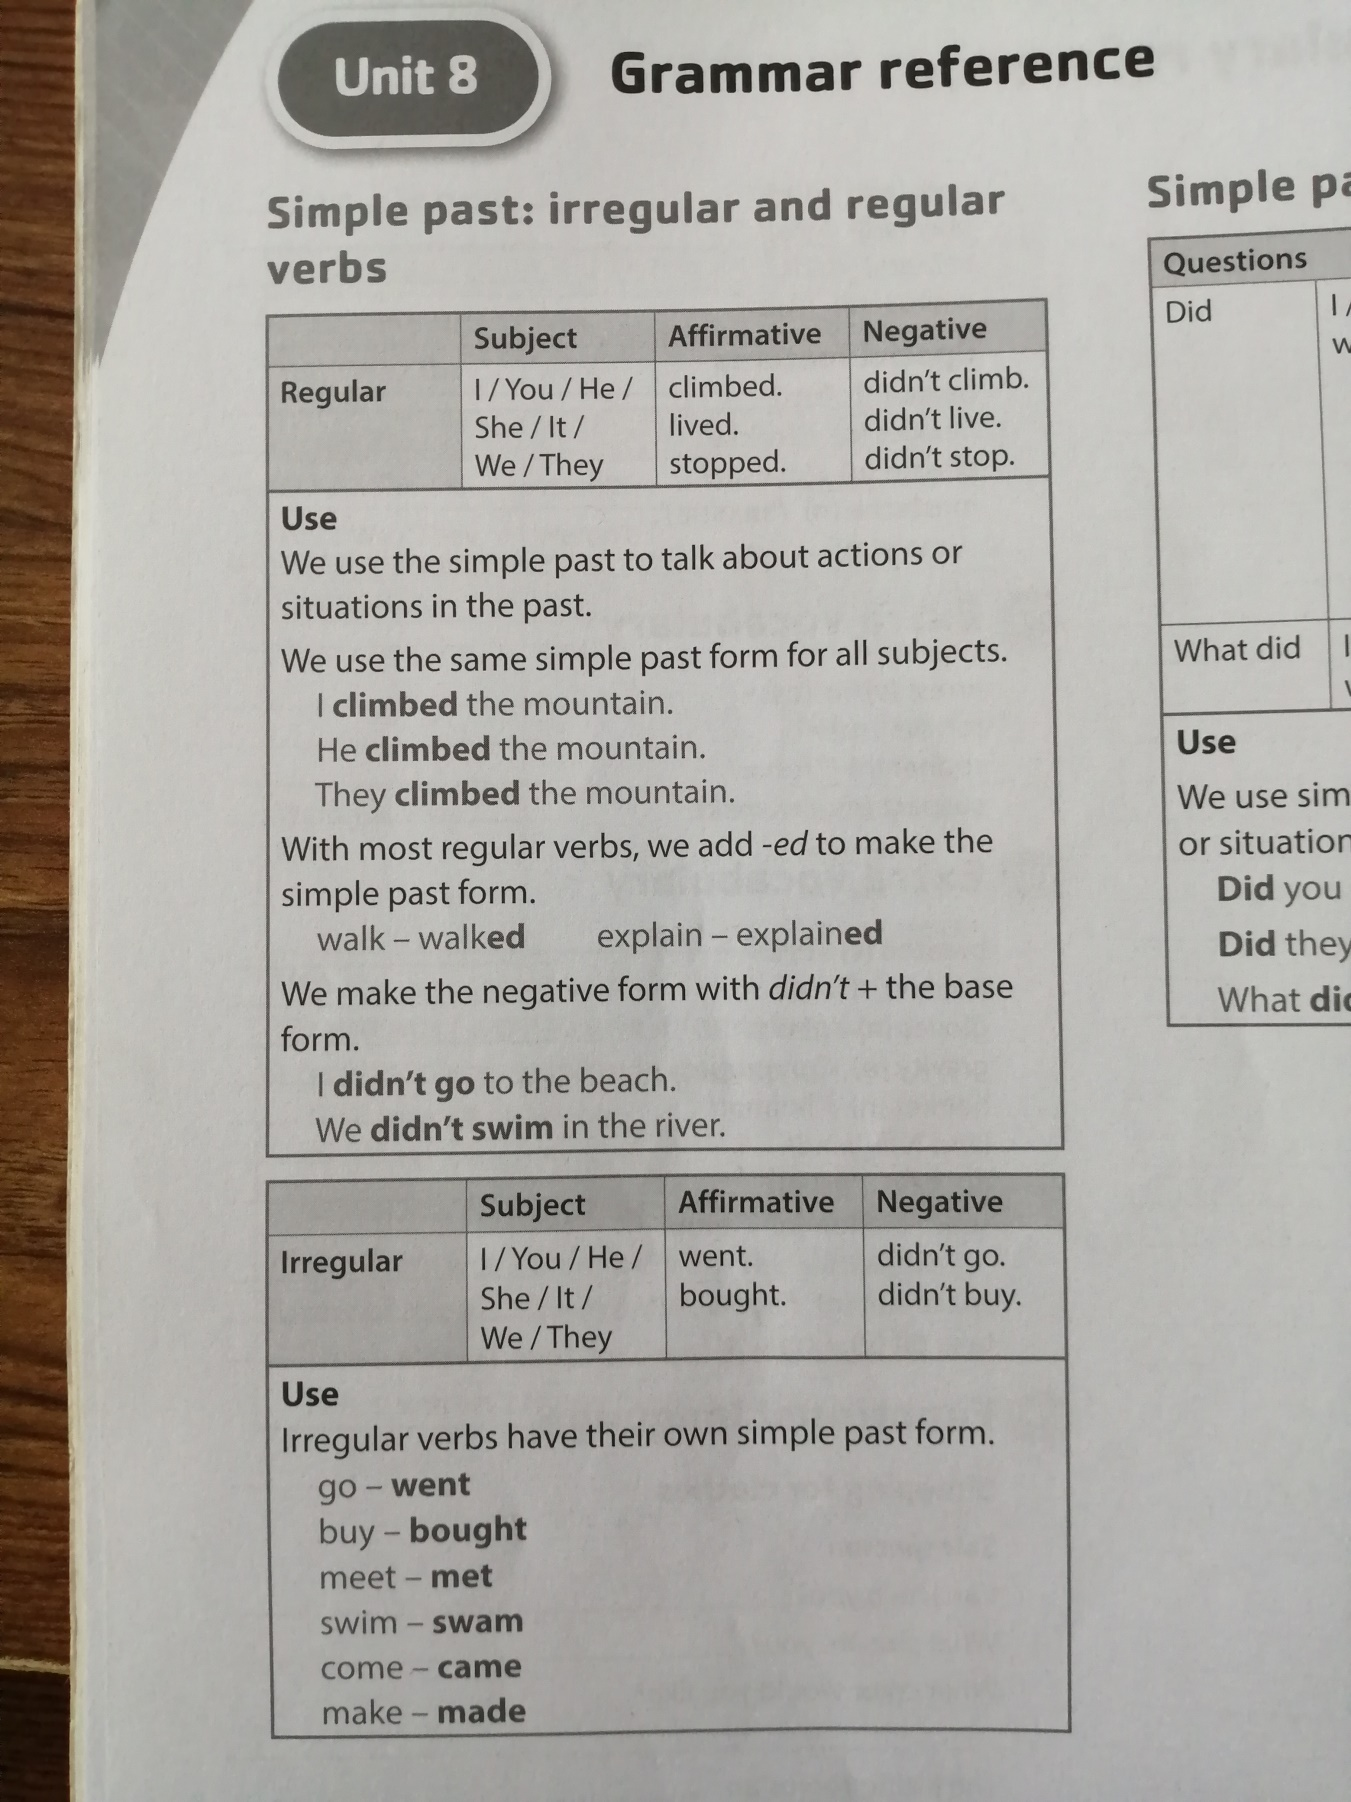 Unit 8
Grammar reference
Simple past: irregular and regular
verbs
Subject Affirmative Negative
Regular I / You / He / climbed. didn't climb.
She / It / lived. didn't live.
We / They stopped. didn't stop.
Use
We use the simple past to talk about actions or
situations in the past.
We use the same simple past form for all subjects.
I climbed the mountain.
He climbed the mountain.
They climbed the mountain.
With most regular verbs, we add -ed to make the
simple past form.
walk – walked explain – explained
We make the negative form with didn't + the base
form.
I didn't go to the beach.
We didn't swim in the river.
Subject Affirmative Negative
Irregular I / You / He / went. didn't go.
She / It / bought. didn't buy.
We / They
Use
Irregular verbs have their own simple past form.
go – went
buy – bought
meet – met
swim – swam
come – came
make – made
Simple
Questions
Did I /
What did
Use
We use
or
Did you
Did they
What